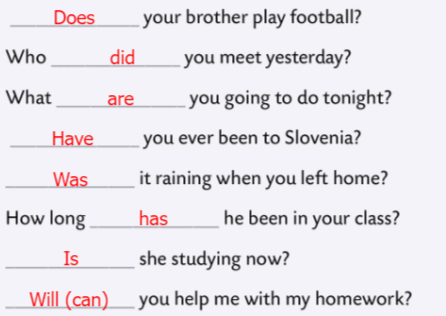 Does your brother play football?
Who did you meet yesterday?
What are you going to do tonight?
Have you ever been to Slovenia?
Was it raining when you left home?
How long has he been in your class?
Is she studying now?
Will (can) you help me with my homework?